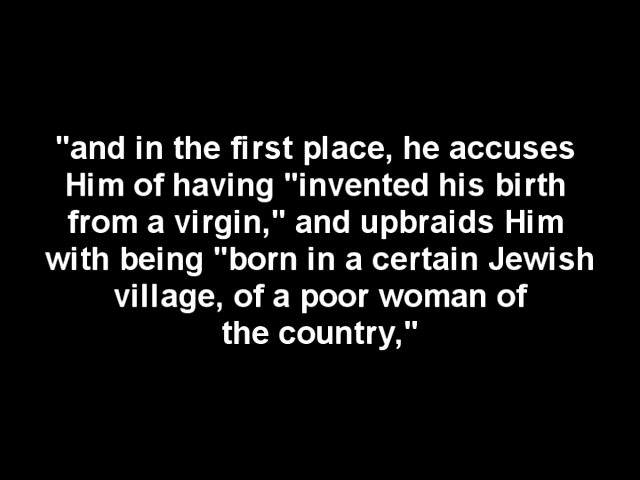 "and in the first place, he accuses
Him of having "invented his birth
from a virgin," and upbraids Him
with being "born in a certain Jewish
village, of a poor woman of
the country,"